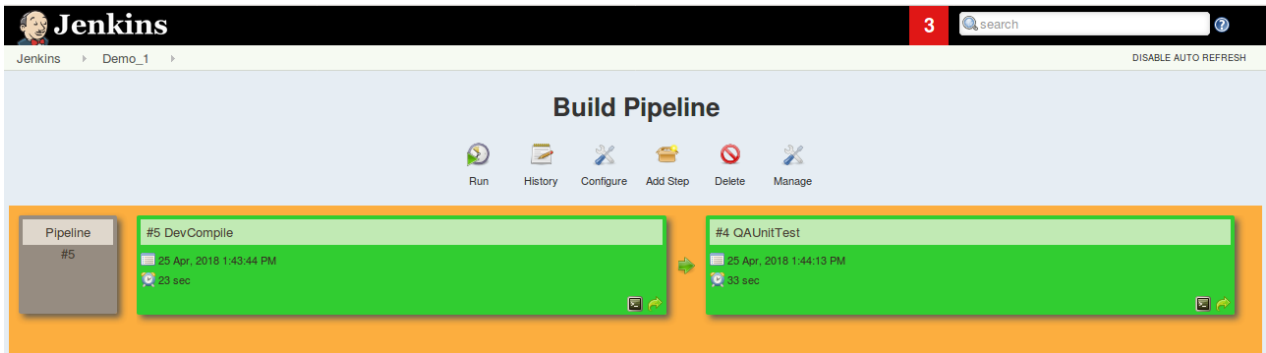 Jenkins
3
search
Jenkins
Demo_1
DISABLE AUTO REFRESH
Build Pipeline
Run History Configure Add Step Delete Manage
Pipeline
#5
#5 DevCompile
25 Apr, 2018 1:43:44 PM
23 sec
#4 QAUnitTest
25 Apr, 2018 1:44:13 PM
33 sec